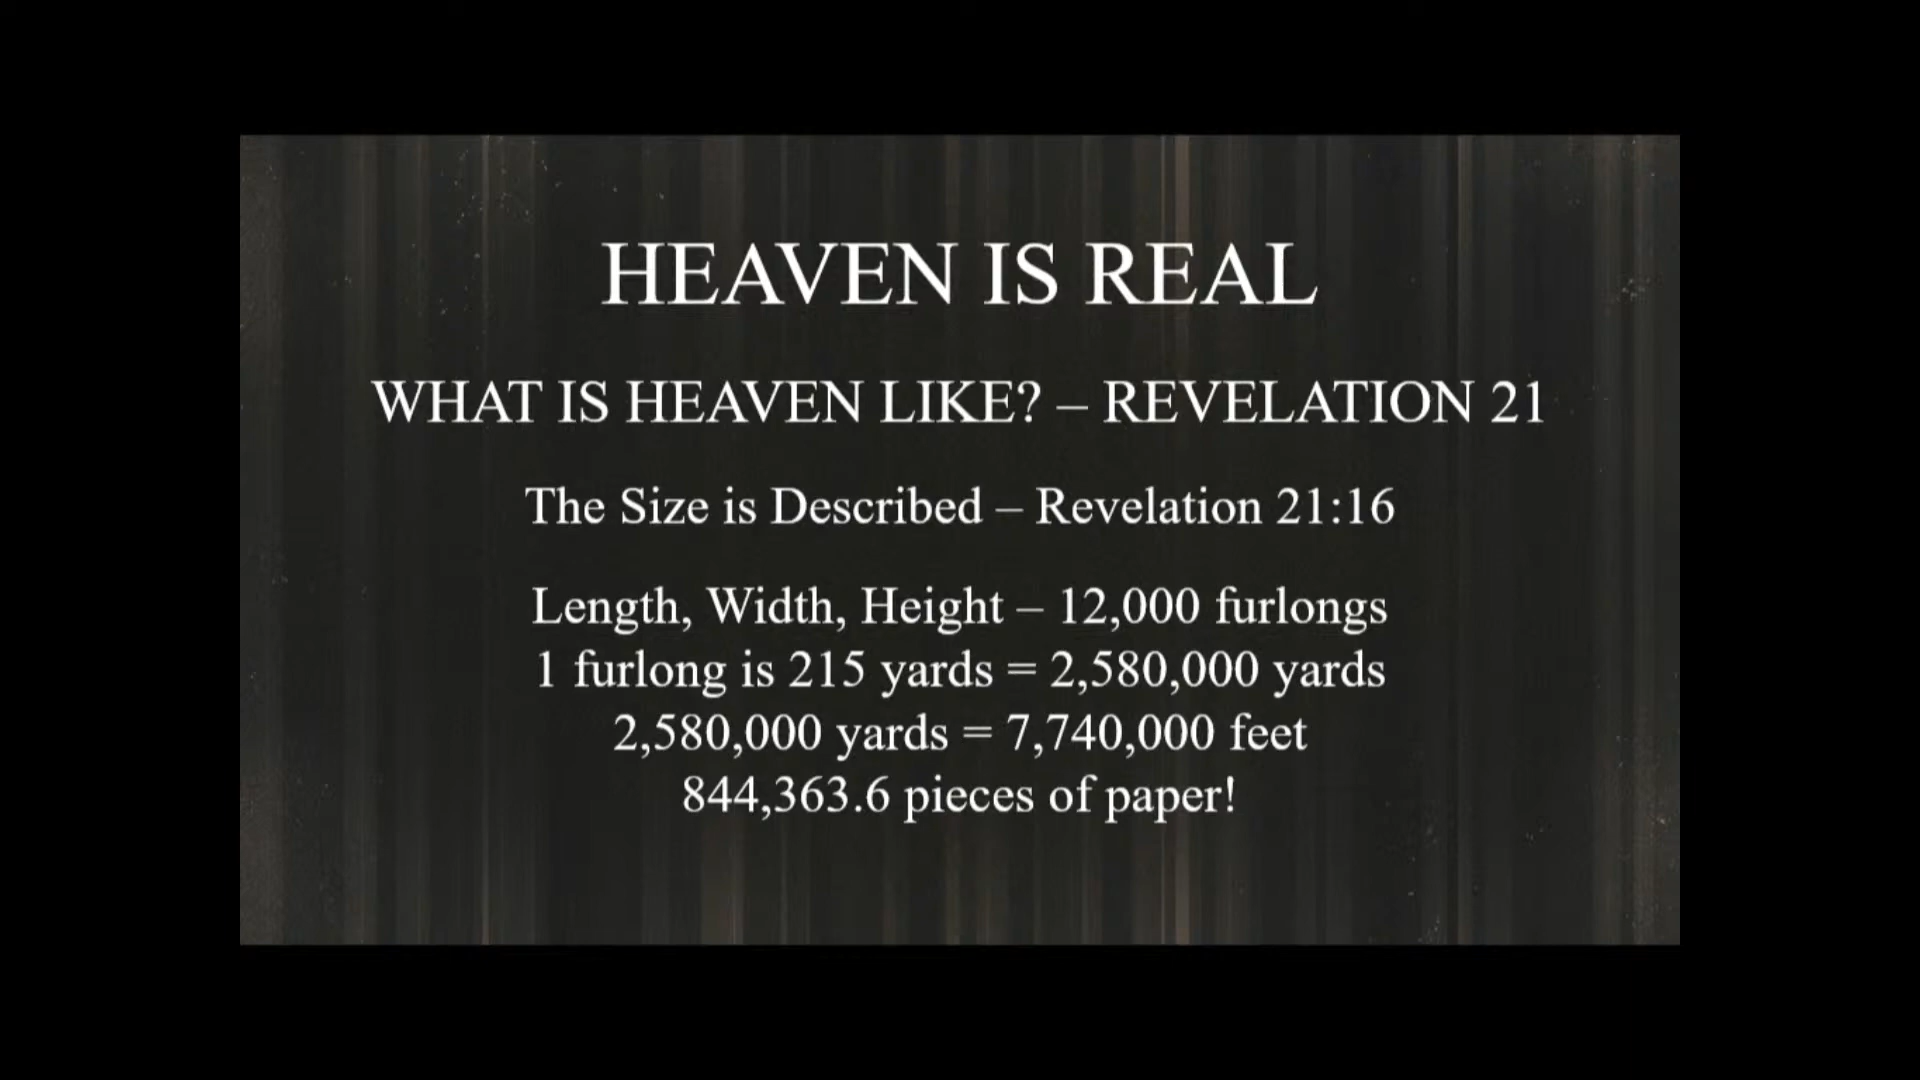 HEAVEN IS REAL
WHAT IS HEAVEN LIKE? – REVELATION 21
The Size is Described – Revelation 21:16
Length, Width, Height – 12,000 furlongs
1 furlong is 215 yards = 2,580,000 yards
2,580,000 yards = 7,740,000 feet
844,363.6 pieces of paper!